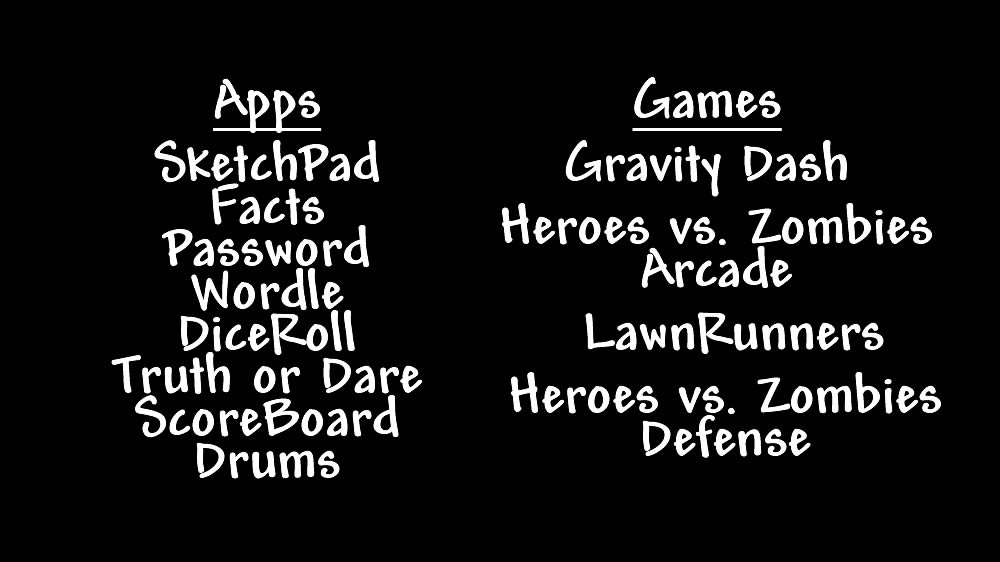 Apps
SketchPad
Facts
Password
Wordle
DiceRoll
Truth or Dare
ScoreBoard
Drums
Games
Gravity Dash
Heroes vs. Zombies
Arcade
LawnRunners
Heroes vs. Zombies
Defense